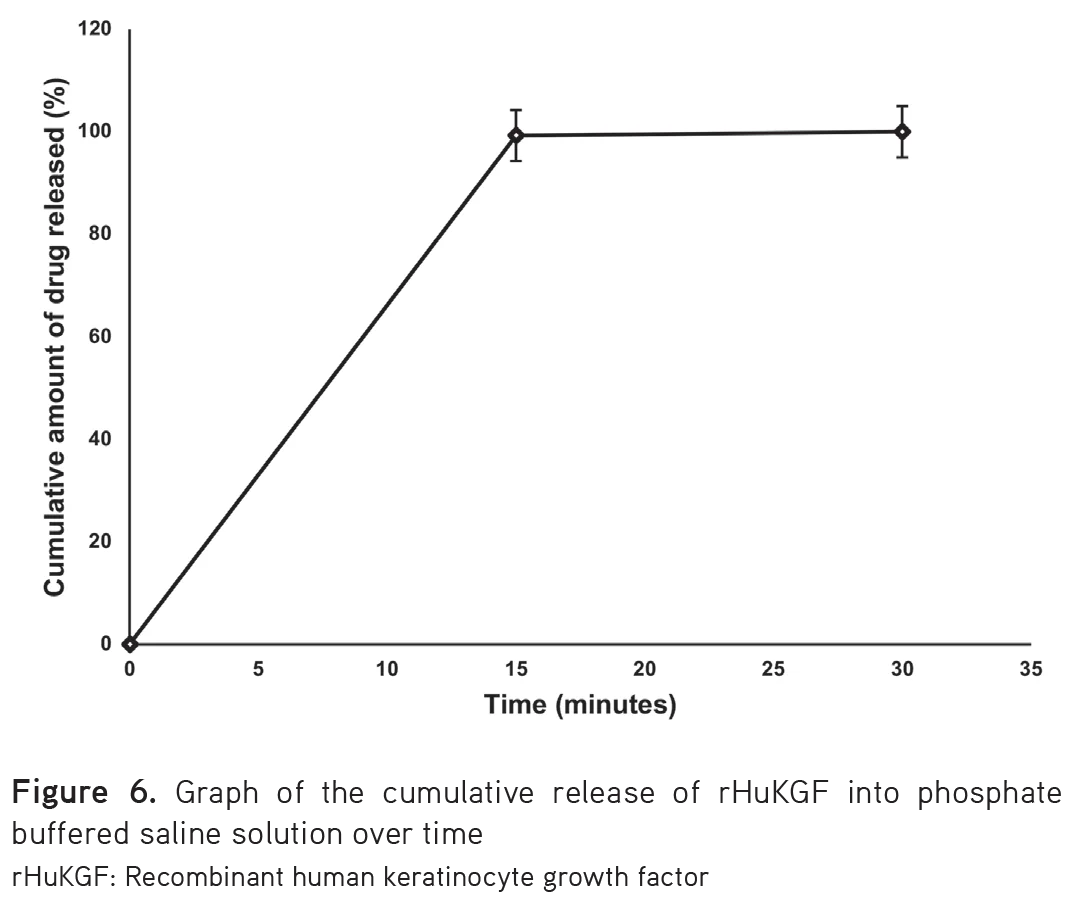 120
100
80
60
40
20
0
Cumulative amount of drug released (%)
0 5 10 15 20 25 30 35
Time (minutes)
Figure 6. Graph of the cumulative release of rHuKGF into phosphate
buffered saline solution over time
rHuKGF: Recombinant human keratinocyte growth factor